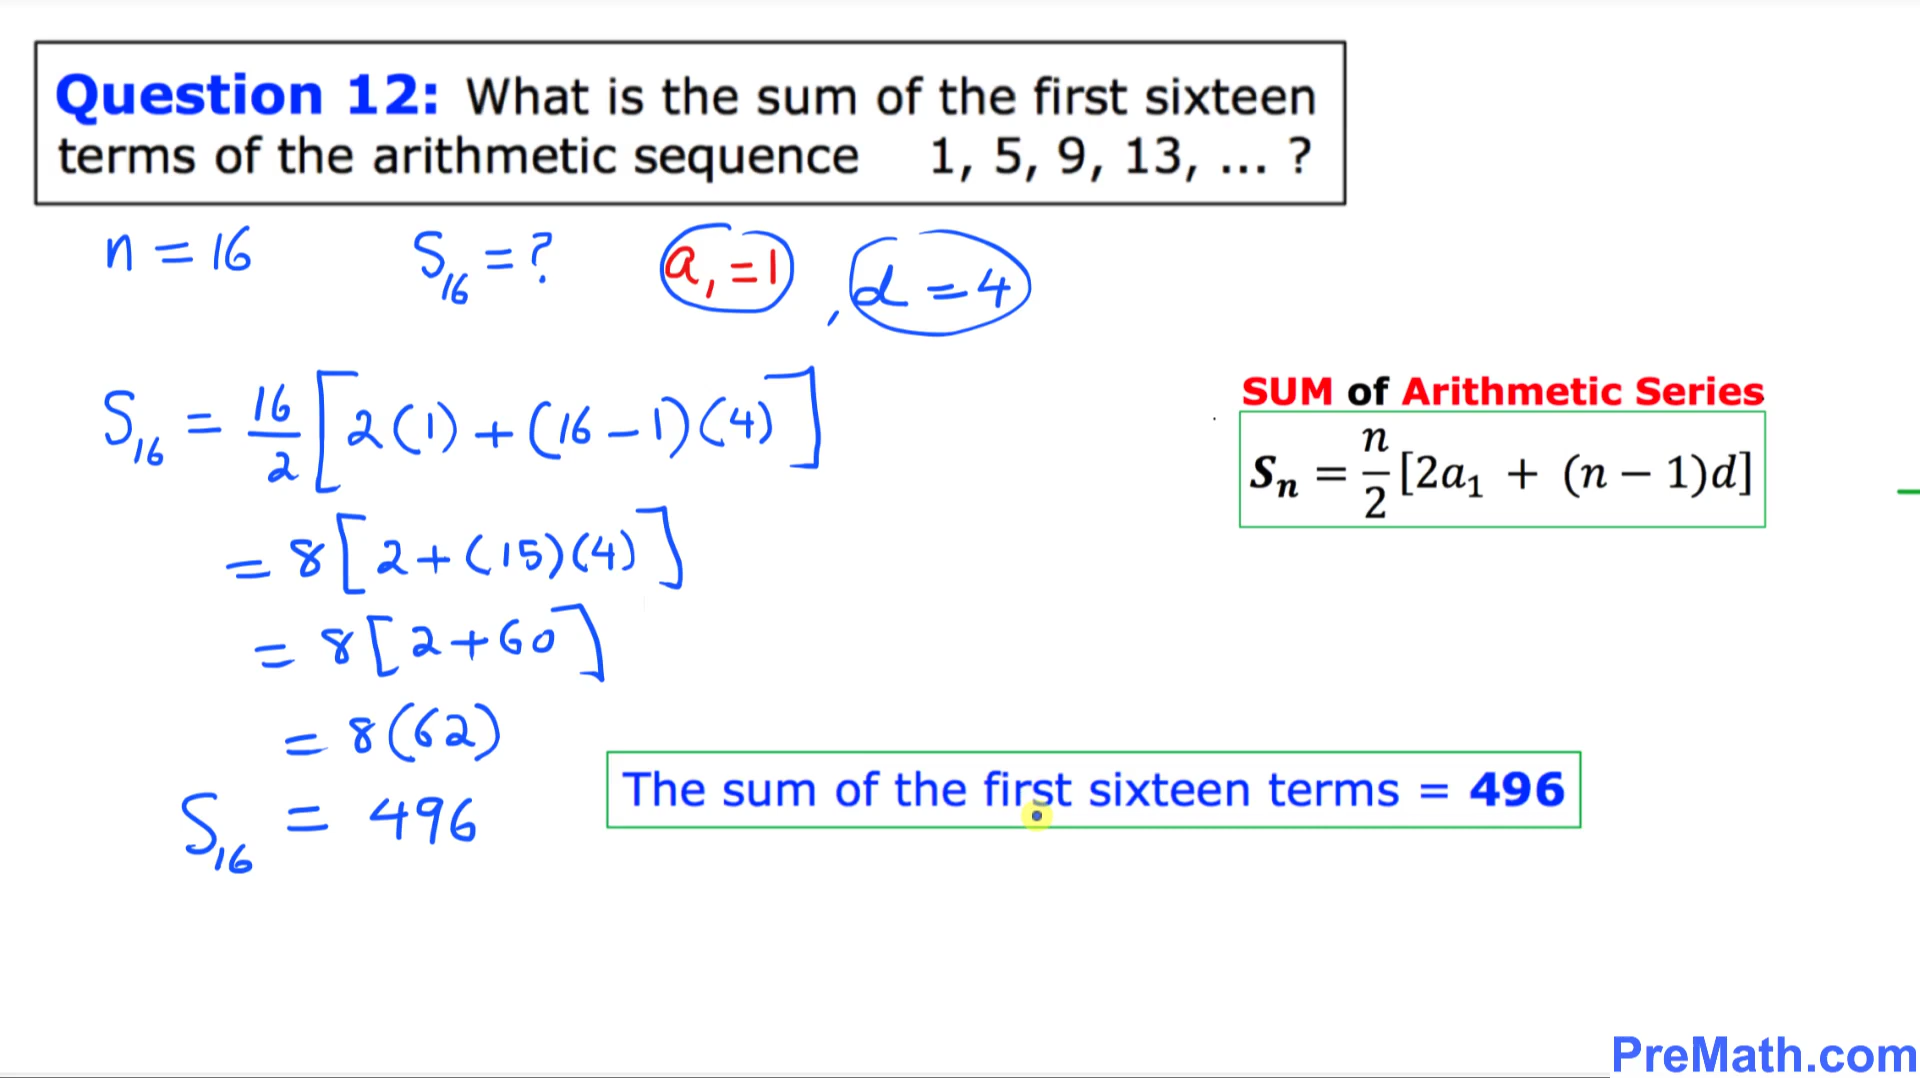 Question 12: What is the sum of the first sixteen
terms of the arithmetic sequence 1, 5, 9, 13, ... ?
n = 16 S₁₆ = ? a₁ = 1 , d = 4
S₁₆ = 16/2 [2(1) + (16 - 1)(4)]
SUM of Arithmetic Series
Sₙ = n/2 [2a₁ + (n − 1)d]
= 8[2 + (15)(4)]
= 8[2 + 60]
= 8(62)
S₁₆ = 496
The sum of the first sixteen terms = 496
PreMath.com